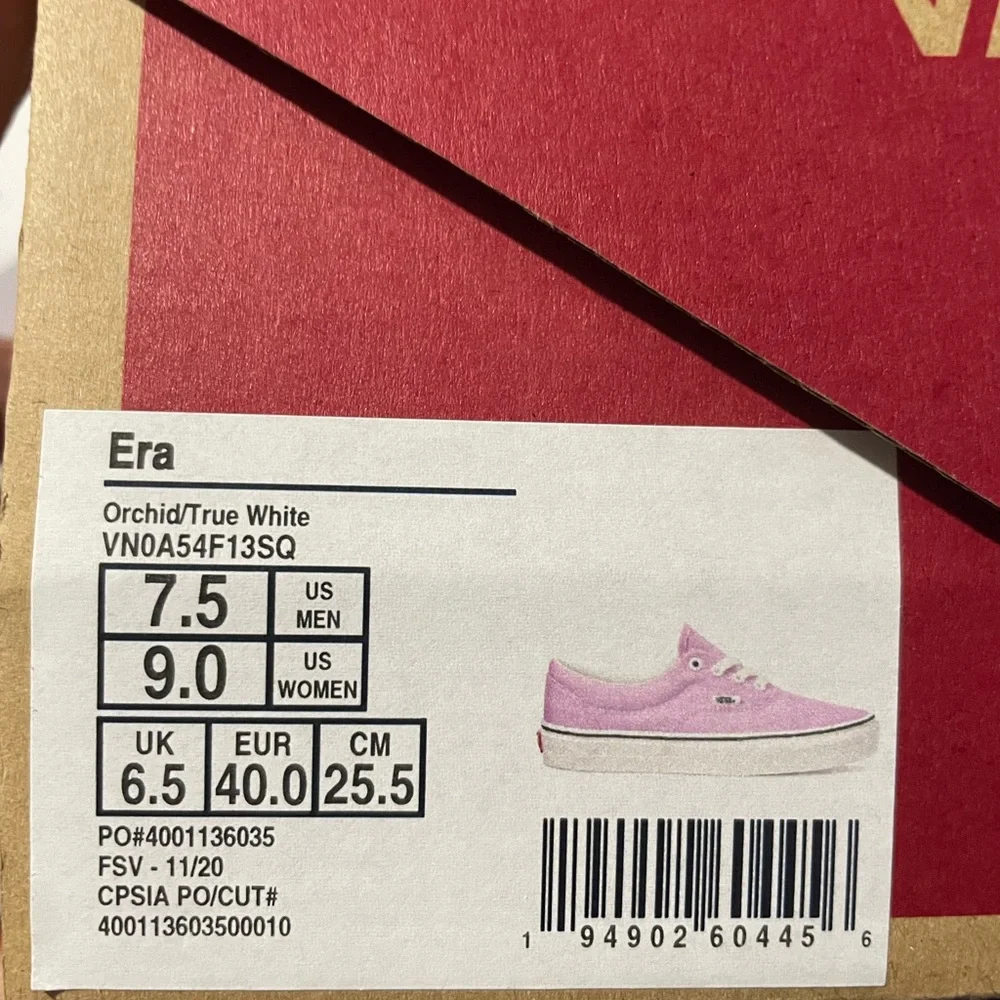 Era
Orchid/True White
VN0A54F13SQ
7.5 US MEN
9.0 US WOMEN
UK EUR CM
6.5 40.0 25.5
PO#4001136035
FSV - 11/20
CPSIA PO/CUT#
400113603500010
1 94902 60445 6